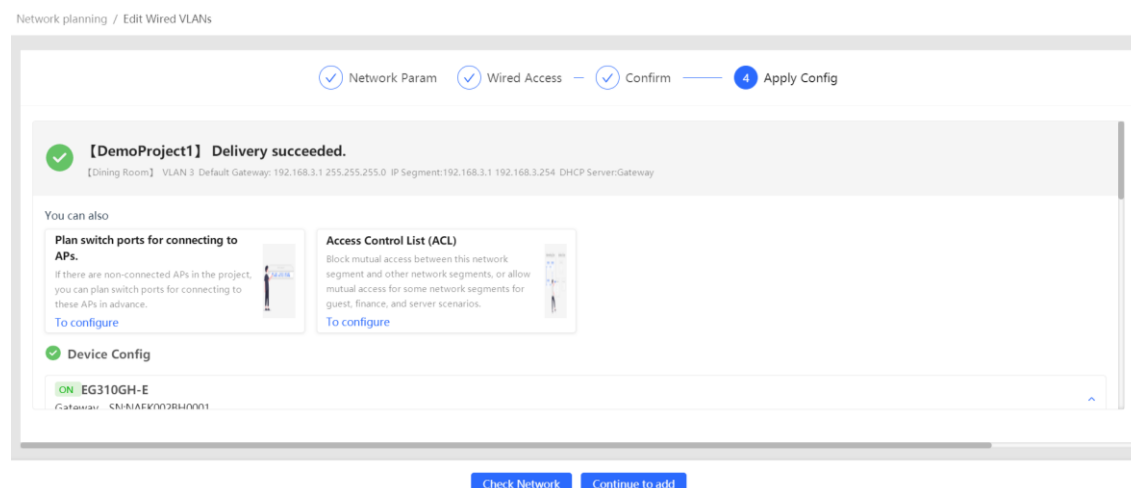 Network planning / Edit Wired VLANs
Network Param Wired Access Confirm 4 Apply Config
【DemoProject1】 Delivery succeeded.
【Dining Room】 VLAN 3 Default Gateway: 192.168.3.1 255.255.255.0 IP Segment:192.168.3.1 192.168.3.254 DHCP Server:Gateway
You can also
Plan switch ports for connecting to
APs.
If there are non-connected APs in the project,
you can plan switch ports for connecting to
these APs in advance.
To configure
Access Control List (ACL)
Block mutual access between this network
segment and other network segments, or allow
mutual access for some network segments for
guest, finance, and server scenarios.
To configure
Device Config
ON EG310GH-E
Gateway SN:NAEK002BH0001
Check Network Continue to add